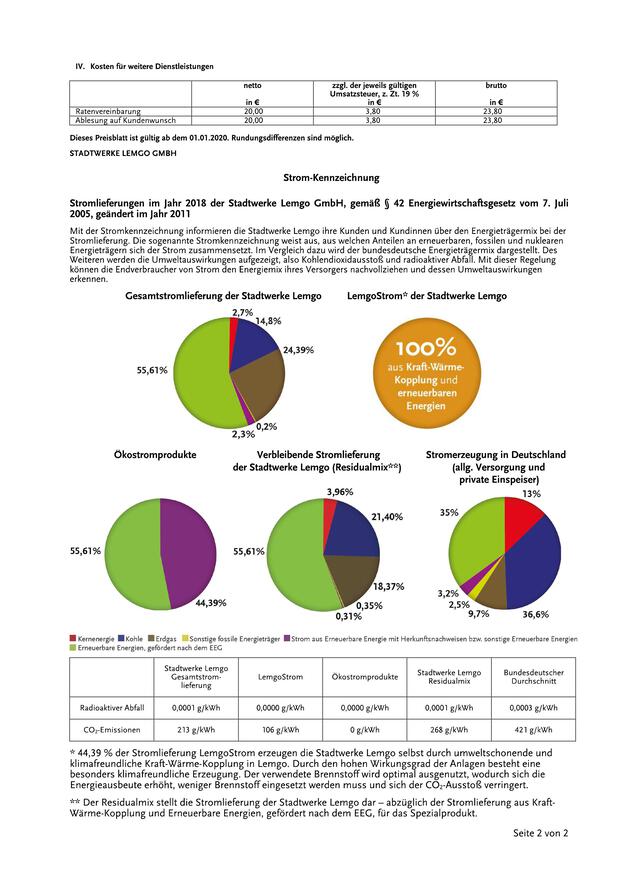 IV. Kosten für weitere Dienstleistungen
netto
in €
zzgl. der jeweils gültigen
Umsatzsteuer, z. Zt. 19 %
in €
brutto
in €
Ratenvereinbarung 20,00 3,80 23,80
Ablesung auf Kundenwunsch 20,00 3,80 23,80
Dieses Preisblatt ist gültig ab dem 01.01.2020. Rundungsdifferenzen sind möglich.
STADTWERKE LEMGO GMBH
Strom-Kennzeichnung
Stromlieferungen im Jahr 2018 der Stadtwerke Lemgo GmbH, gemäß § 42 Energiewirtschaftsgesetz vom 7. Juli
2005, geändert im Jahr 2011
Mit der Stromkennzeichnung informieren die Stadtwerke Lemgo ihre Kunden und Kundinnen über den Energieträgermix bei der
Stromlieferung. Die sogenannte Stromkennzeichnung weist aus, aus welchen Anteilen an erneuerbaren, fossilen und nuklearen
Energieträgern sich der Strom zusammensetzt. Im Vergleich dazu wird der bundesdeutsche Energieträgermix dargestellt. Des
Weiteren werden die Umweltauswirkungen aufgezeigt, also Kohlendioxidausstoß und radioaktiver Abfall. Mit dieser Regelung
können die Endverbraucher von Strom den Energiemix ihres Versorgers nachvollziehen und dessen Umweltauswirkungen
erkennen.
Gesamtstromlieferung der Stadtwerke Lemgo
2,7%
14,8%
24,39%
55,61%
0,2%
2,3%
LemgoStrom* der Stadtwerke Lemgo
100%
aus Kraft-Wärme-
Kopplung und
erneuerbaren
Energien
Ökostromprodukte
55,61%
44,39%
Verbleibende Stromlieferung
der Stadtwerke Lemgo (Residualmix**)
3,96%
21,40%
55,61%
18,37%
0,35%
0,31%
Stromerzeugung in Deutschland
(allg. Versorgung und
private Einspeiser)
13%
35%
3,2%
2,5%
9,7%
36,6%
Kernenergie Kohle Erdgas Sonstige fossile Energieträger Strom aus Erneuerbare Energie mit Herkunftsnachweisen bzw. sonstige Erneuerbare Energien
Erneuerbare Energien, gefördert nach dem EEG
Stadtwerke Lemgo
Gesamtstrom-
lieferung
LemgoStrom
Ökostromprodukte
Stadtwerke Lemgo
Residualmix
Bundesdeutscher
Durchschnitt
Radioaktiver Abfall 0,0001 g/kWh 0,0000 g/kWh 0,0000 g/kWh 0,0001 g/kWh 0,0003 g/kWh
CO₂-Emissionen 213 g/kWh 106 g/kWh 0 g/kWh 268 g/kWh 421 g/kWh
* 44,39 % der Stromlieferung LemgoStrom erzeugen die Stadtwerke Lemgo selbst durch umweltschonende und
klimafreundliche Kraft-Wärme-Kopplung in Lemgo. Durch den hohen Wirkungsgrad der Anlagen besteht eine
besonders klimafreundliche Erzeugung. Der verwendete Brennstoff wird optimal ausgenutzt, wodurch sich die
Energieausbeute erhöht, weniger Brennstoff eingesetzt werden muss und sich der CO₂-Ausstoß verringert.
** Der Residualmix stellt die Stromlieferung der Stadtwerke Lemgo dar – abzüglich der Stromlieferung aus Kraft-
Wärme-Kopplung und Erneuerbare Energien, gefördert nach dem EEG, für das Spezialprodukt.
Seite 2 von 2